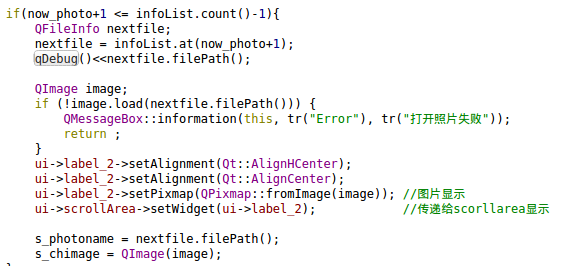 if(now_photo+1 <= infoList.count()-1){
QFileInfo nextfile;
nextfile = infoList.at(now_photo+1);
qDebug()<<nextfile.filePath();
QImage image;
if (!image.load(nextfile.filePath())) {
QMessageBox::information(this, tr("Error"), tr("打开照片失败"));
return ;
}
ui->label_2->setAlignment(Qt::AlignHCenter);
ui->label_2->setAlignment(Qt::AlignCenter);
ui->label_2->setPixmap(QPixmap::fromImage(image)); //图片显示
ui->scrollArea->setWidget(ui->label_2); //传递给scorllarea显示
s_photoname = nextfile.filePath();
s_chimage = QImage(image);
}